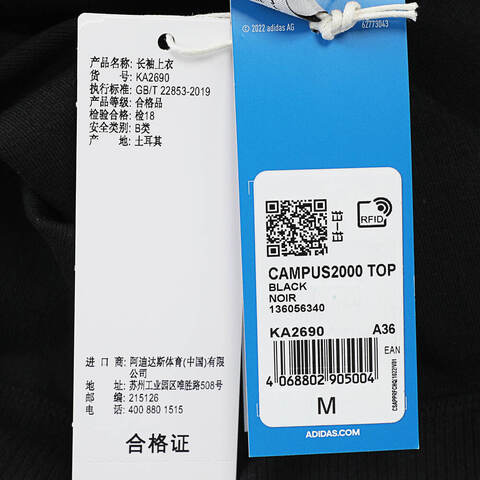 产品名称: 长袖上衣
货 号: KA2690
执行标准: GB/T 22853-2019
产品等级: 合格品
检验合格: 检18
安全类别: B类
产 地: 土耳其
进 口 商: 阿迪达斯体育(中国)有限公司
地 址: 苏州工业园区唯胜路508号
邮 编: 215126
电 话: 400 880 1515
合格证
© 2022 adidas AG
62773043
RFID
CAMPUS2000 TOP
BLACK
NOIR
136056340
KA2690 A36
EAN
4 068802 905004
M
ADIDAS.COM